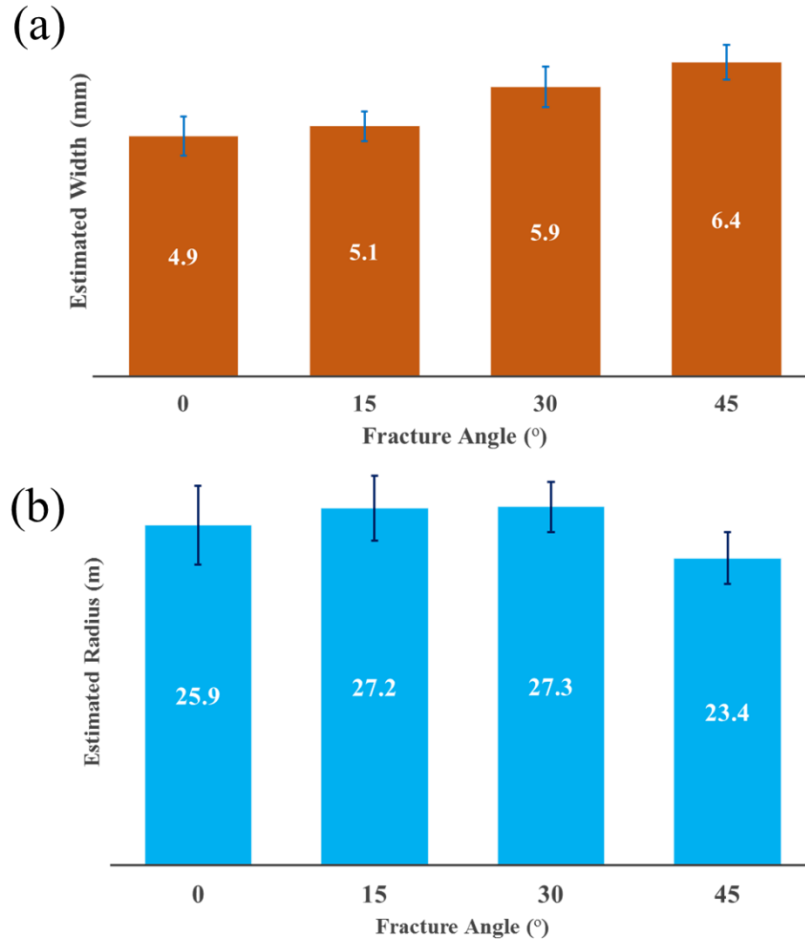 (a)
Estimated Width (mm)
4.9
5.1
5.9
6.4
0
15
30
45
Fracture Angle (o)
(b)
Estimated Radius (m)
25.9
27.2
27.3
23.4
0
15
30
45
Fracture Angle (o)